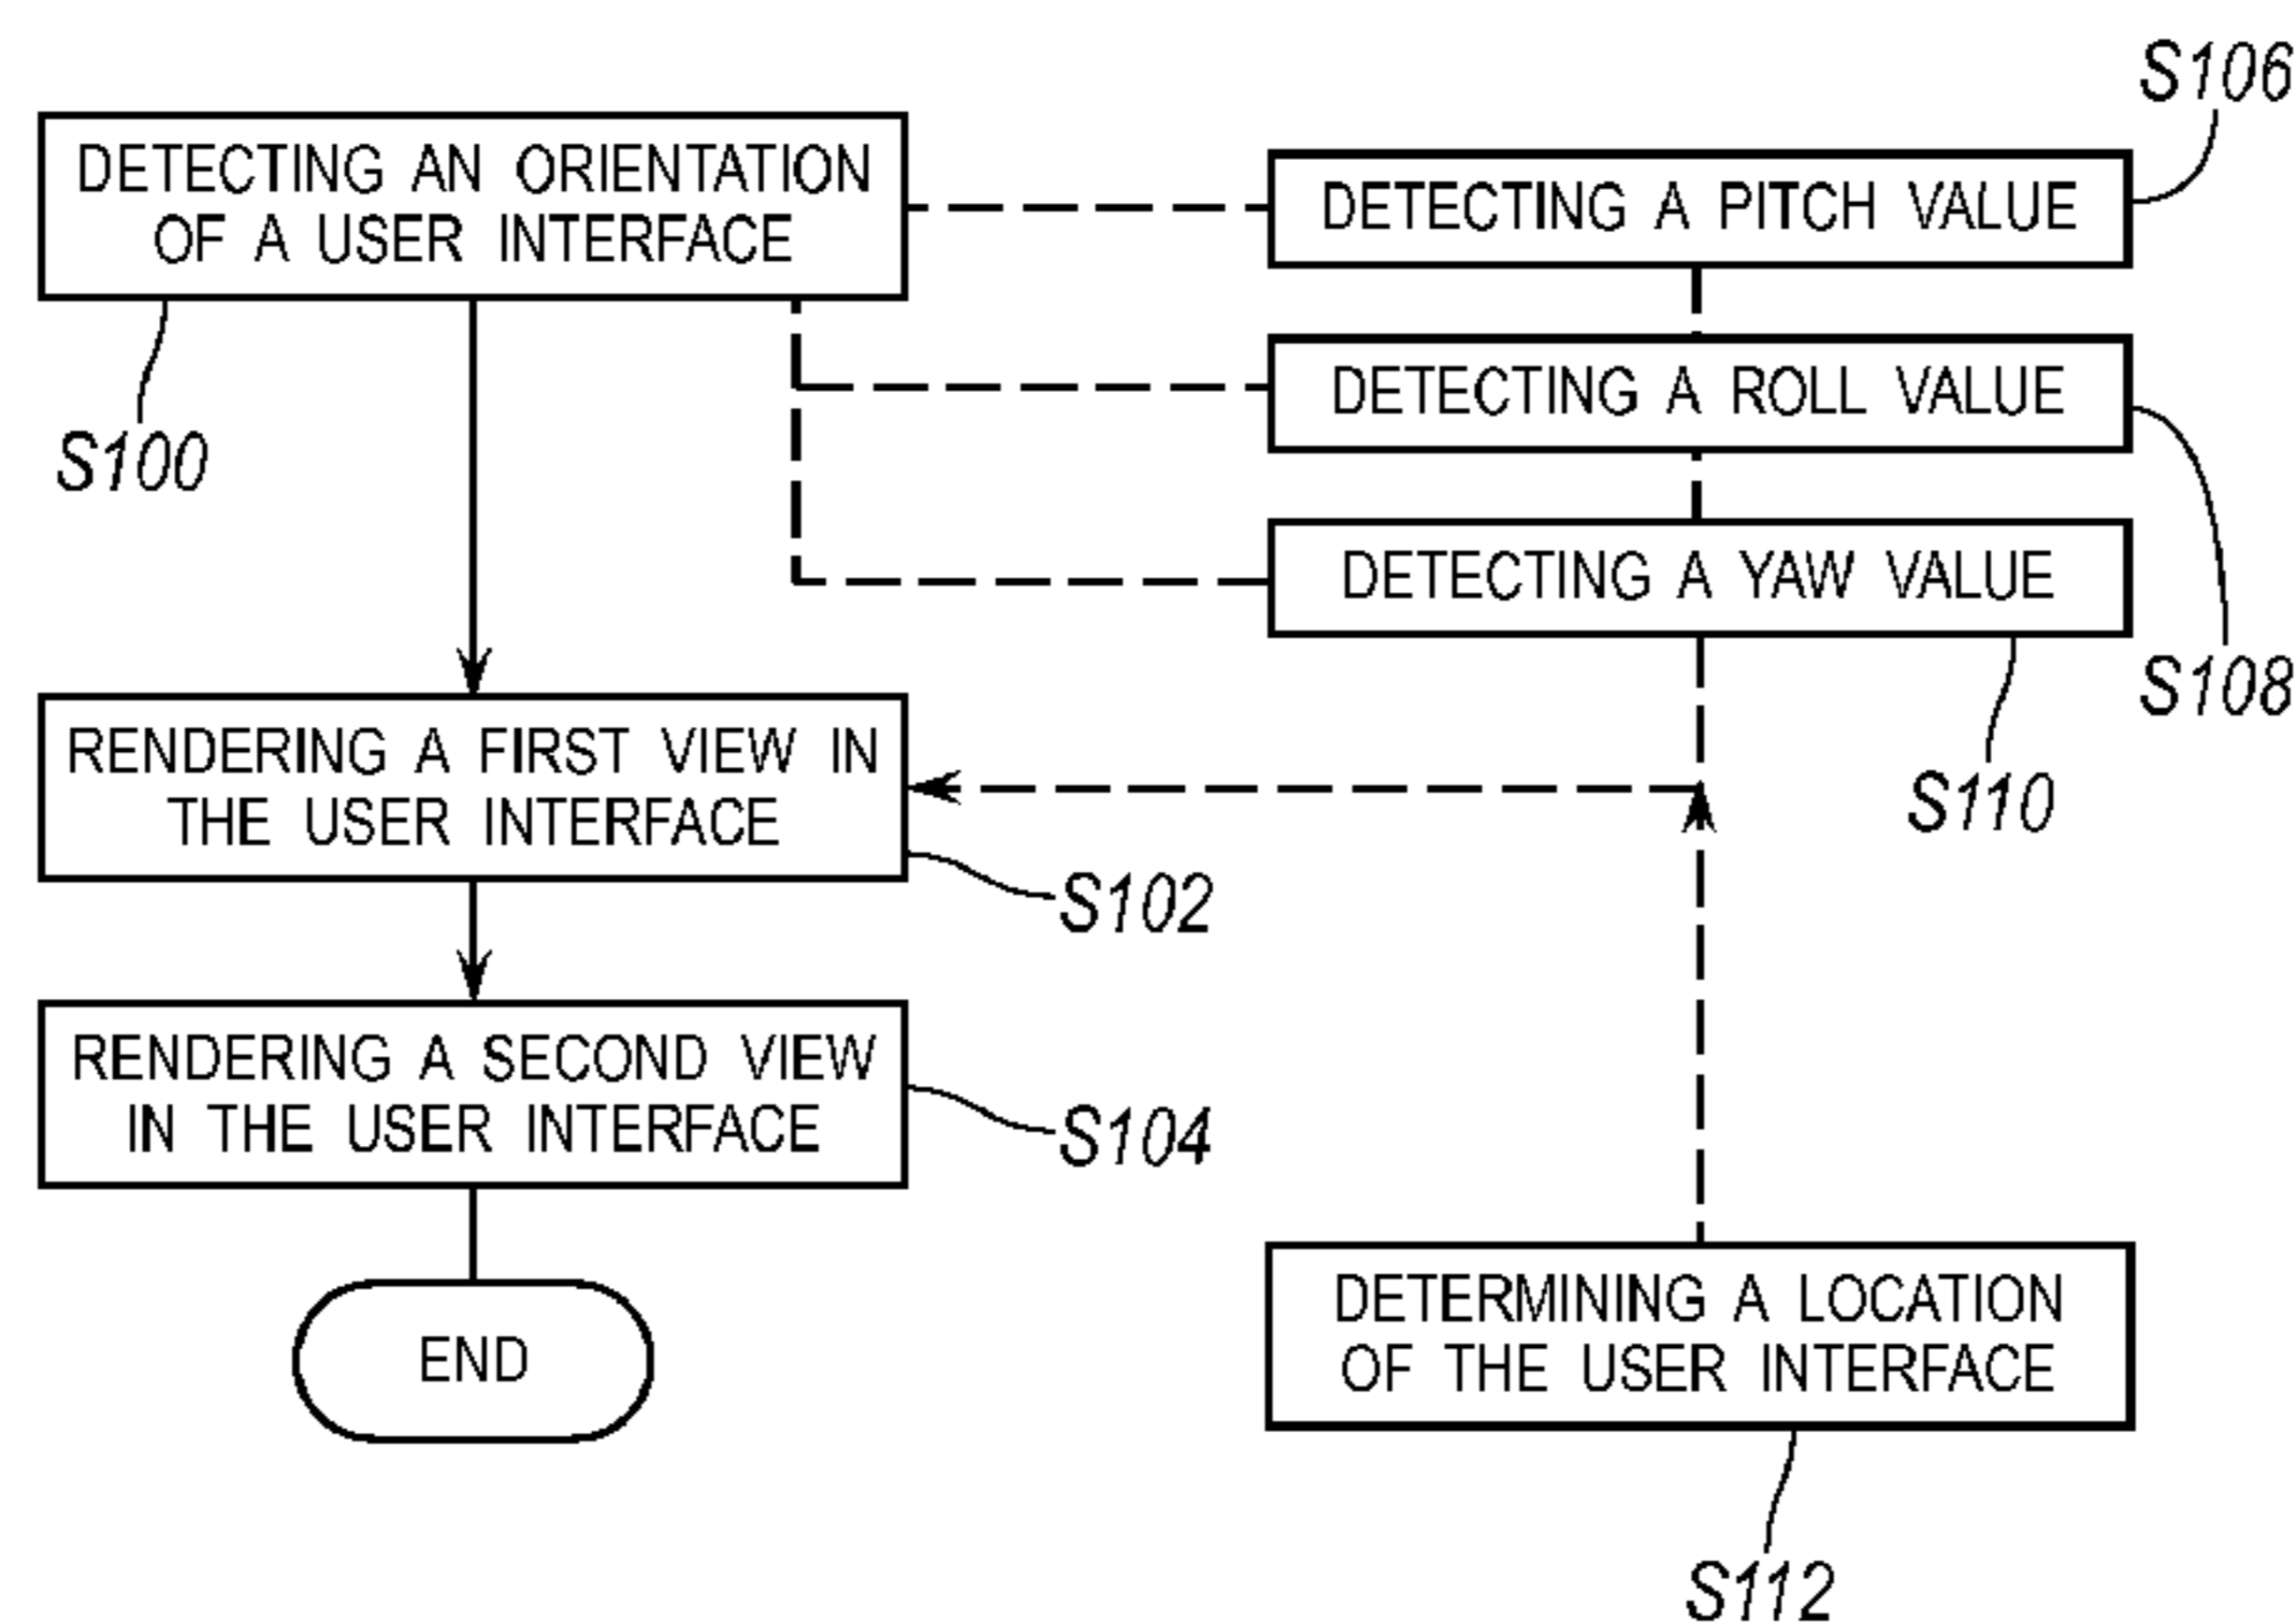 S106
DETECTING AN ORIENTATION
OF A USER INTERFACE
DETECTING A PITCH VALUE
DETECTING A ROLL VALUE
S100
DETECTING A YAW VALUE
S108
RENDERING A FIRST VIEW IN
THE USER INTERFACE
S110
S102
RENDERING A SECOND VIEW
IN THE USER INTERFACE
S104
DETERMINING A LOCATION
OF THE USER INTERFACE
END
S112